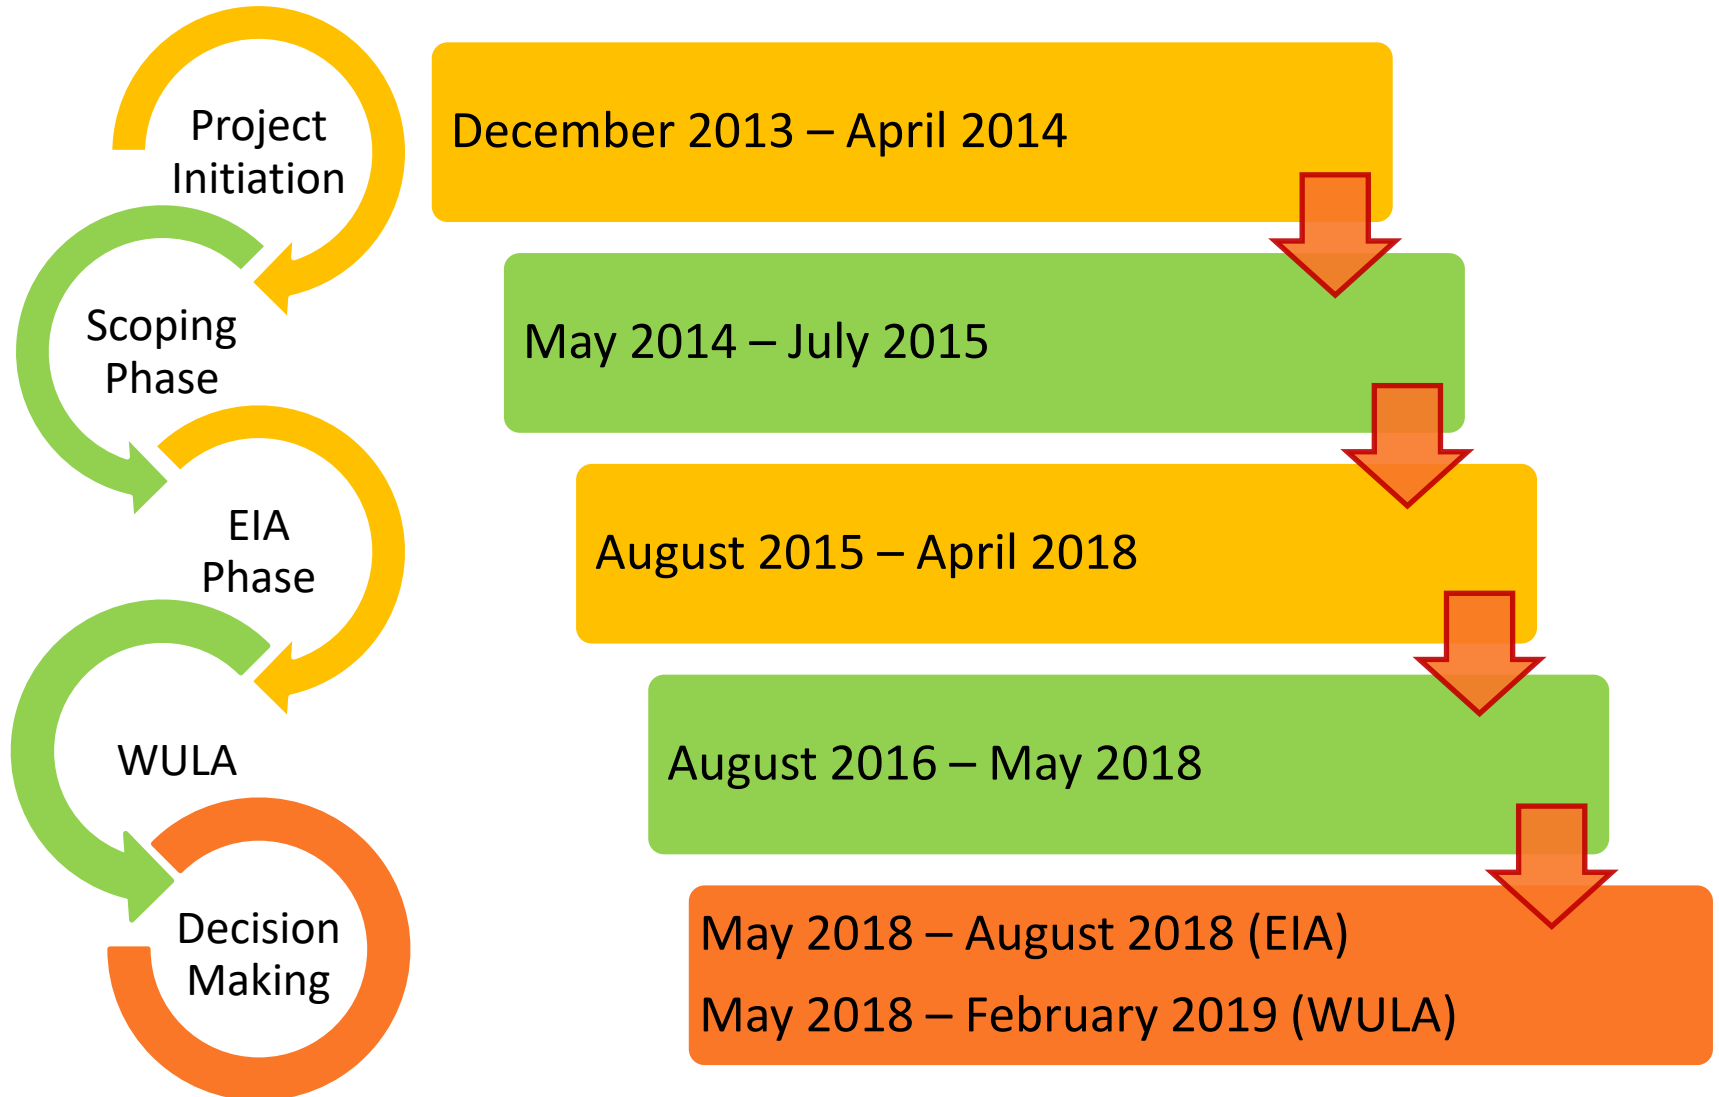 Project
Initiation
December 2013 – April 2014
Scoping
Phase
May 2014 – July 2015
EIA
Phase
August 2015 – April 2018
WULA
August 2016 – May 2018
Decision
Making
May 2018 – August 2018 (EIA)
May 2018 – February 2019 (WULA)